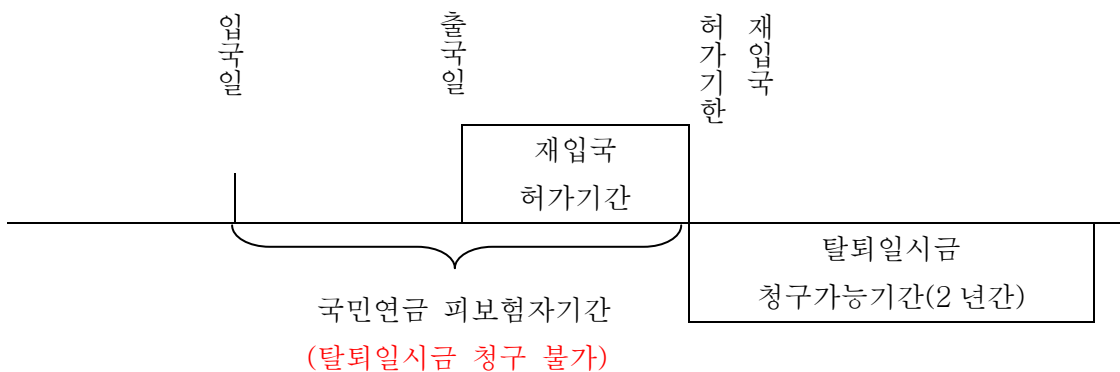 입국일
출국일
재입국
허가기한
재입국
허가기간
탈퇴일시금
청구가능기간(2 년간)
국민연금 피보험자기간
(탈퇴일시금 청구 불가)